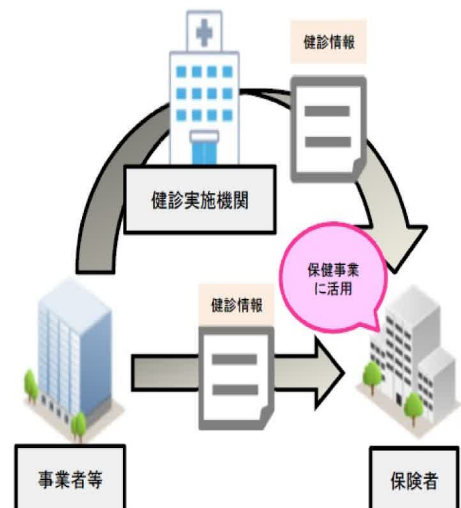 健診情報
健診実施機関
保健事業
に活用
健診情報
事業者等
保険者